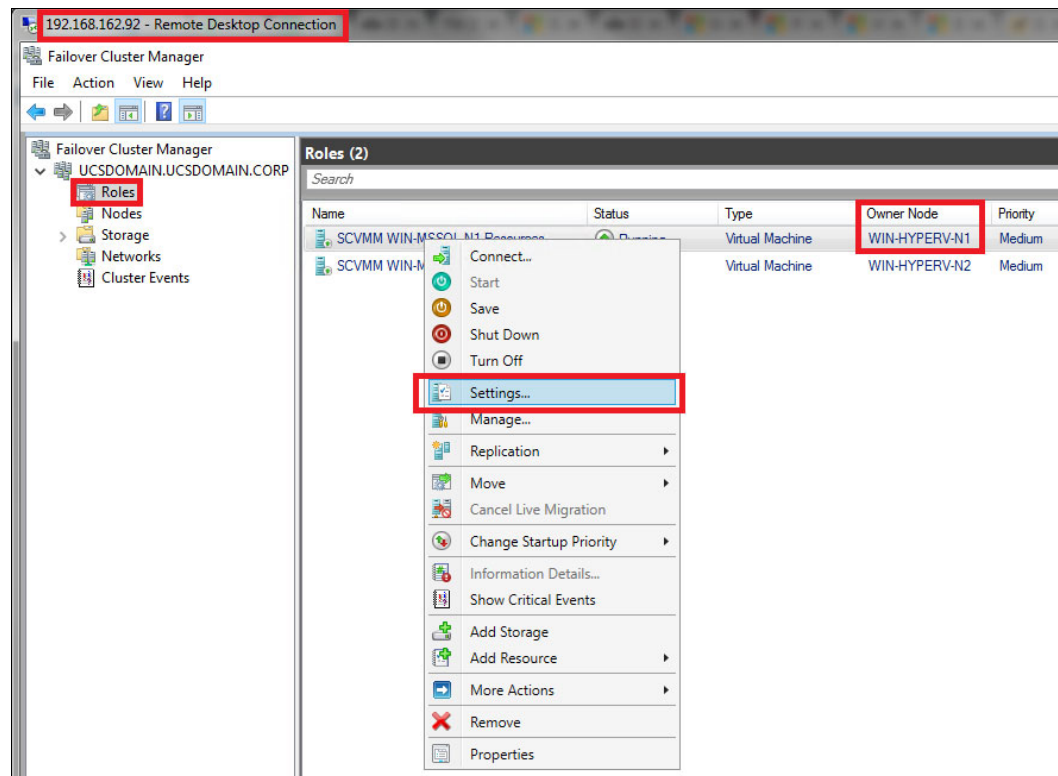 192.168.162.92 - Remote Desktop Connection
Failover Cluster Manager
File Action View Help
Failover Cluster Manager
UCSDOMAIN.UCSDOMAIN.CORP
Roles
Nodes
Storage
Networks
Cluster Events
Roles (2)
Search
Name Status Type Owner Node Priority
SCVMM WIN-MSSQL-N1 Resources Running Virtual Machine WIN-HYPERV-N1 Medium
SCVMM WIN-M Virtual Machine WIN-HYPERV-N2 Medium
Connect...
Start
Save
Shut Down
Turn Off
Settings...
Manage...
Replication
Move
Cancel Live Migration
Change Startup Priority
Information Details...
Show Critical Events
Add Storage
Add Resource
More Actions
Remove
Properties